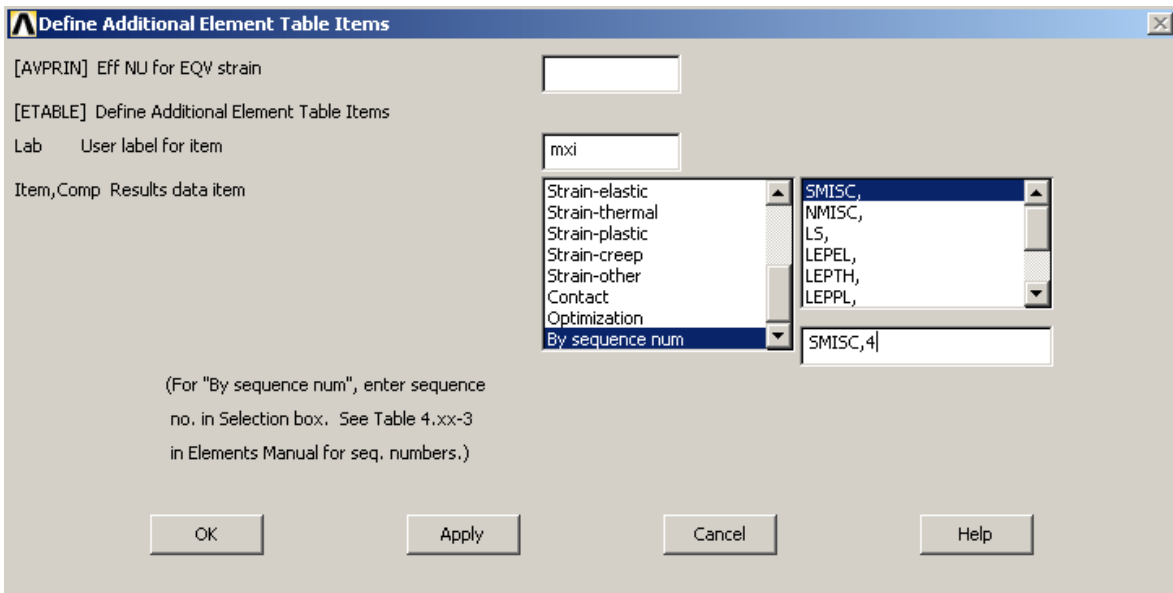 Define Additional Element Table Items
[AVPRIN] Eff NU for EQV strain
[ETABLE] Define Additional Element Table Items
Lab User label for item mxi
Item,Comp Results data item
Strain-elastic
Strain-thermal
Strain-plastic
Strain-creep
Strain-other
Contact
Optimization
By sequence num
SMISC,
NMISC,
LS,
LEPEL,
LEPTH,
LEPPL,
SMISC,4
(For "By sequence num", enter sequence
no. in Selection box. See Table 4.xx-3
in Elements Manual for seq. numbers.)
OK Apply Cancel Help